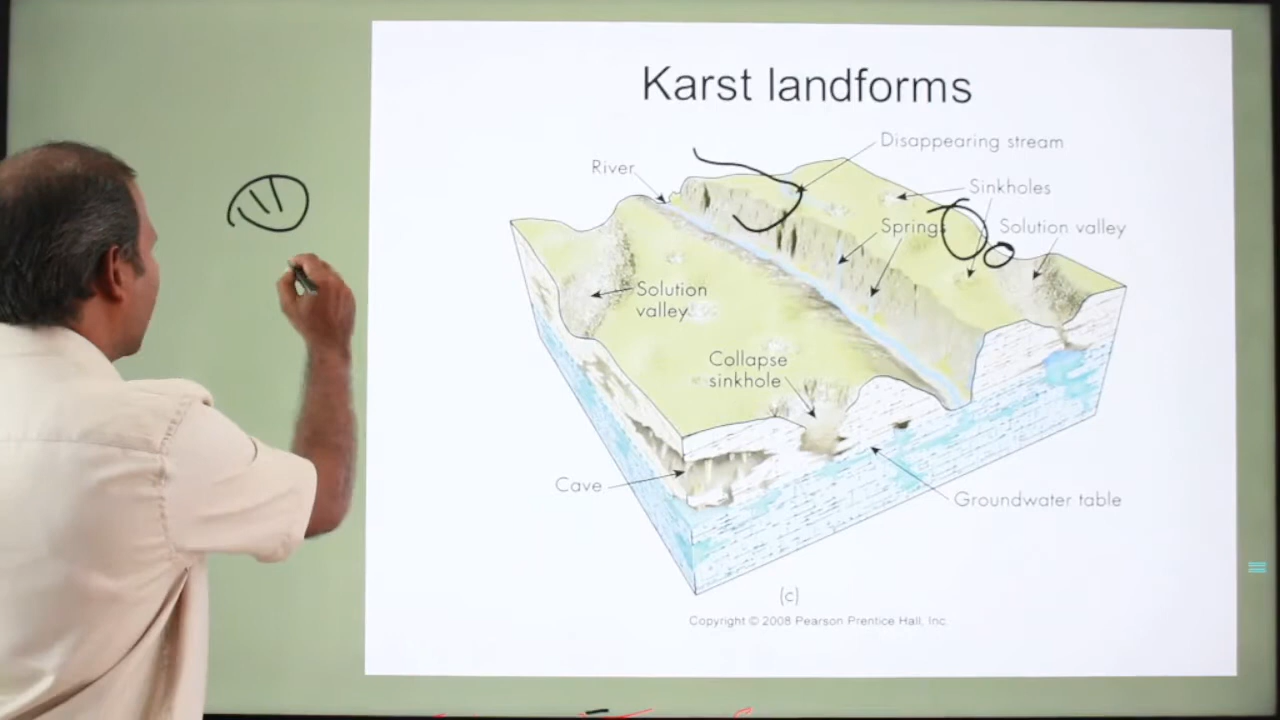 Karst landforms
Disappearing stream
River
Sinkholes
Springs
Solution valley
Solution
valley
Collapse
sinkhole
Cave
Groundwater table
(c)
Copyright © 2008 Pearson Prentice Hall, Inc.